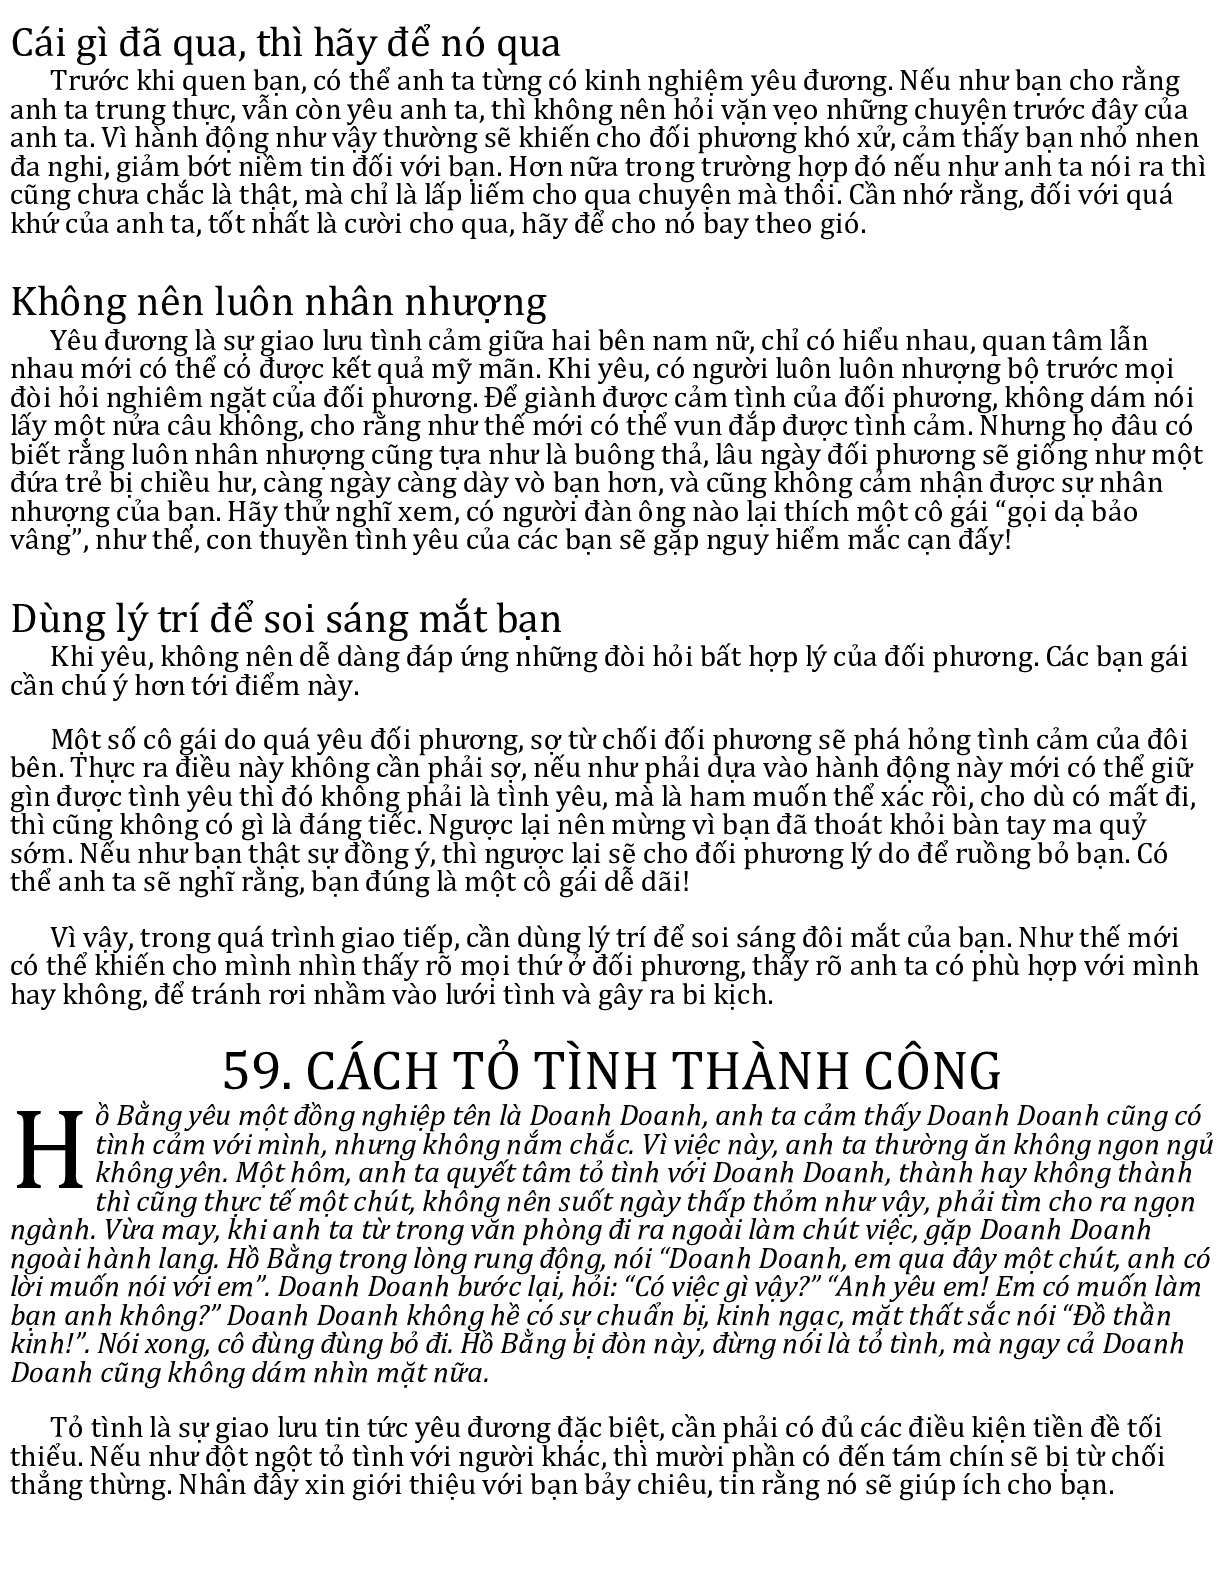 Cái gì đã qua, thì hãy để nó qua
Trước khi quen bạn, có thể anh ta từng có kinh nghiệm yêu đương. Nếu như bạn cho rằng
anh ta trung thực, vẫn còn yêu anh ta, thì không nên hỏi vặn vẹo những chuyện trước đây của
anh ta. Vì hành động như vậy thường sẽ khiến cho đối phương khó xử, cảm thấy bạn nhỏ nhen
đa nghi, giảm bớt niềm tin đối với bạn. Hơn nữa trong trường hợp đó nếu như anh ta nói ra thì
cũng chưa chắc là thật, mà chỉ là lấp liếm cho qua chuyện mà thôi. Cần nhớ rằng, đối với quá
khứ của anh ta, tốt nhất là cười cho qua, hãy để cho nó bay theo gió.
Không nên luôn nhân nhượng
Yêu đương là sự giao lưu tình cảm giữa hai bên nam nữ, chỉ có hiểu nhau, quan tâm lẫn
nhau mới có thể có được kết quả mỹ mãn. Khi yêu, có người luôn luôn nhượng bộ trước mọi
đòi hỏi nghiêm ngặt của đối phương. Để giành được cảm tình của đối phương, không dám nói
lấy một nửa câu không, cho rằng như thế mới có thể vun đắp được tình cảm. Nhưng họ đâu có
biết rằng luôn nhân nhượng cũng tựa như là buông thả, lâu ngày đối phương sẽ giống như một
đứa trẻ bị chiều hư, càng ngày càng dày vò bạn hơn, và cũng không cảm nhận được sự nhân
nhượng của bạn. Hãy thử nghĩ xem, có người đàn ông nào lại thích một cô gái “gọi dạ bảo
vâng”, như thể, con thuyền tình yêu của các bạn sẽ gặp nguy hiểm mắc cạn đấy!
Dùng lý trí để soi sáng mắt bạn
Khi yêu, không nên dễ dàng đáp ứng những đòi hỏi bất hợp lý của đối phương. Các bạn gái
cần chú ý hơn tới điểm này.
Một số cô gái do quá yêu đối phương, sợ từ chối đối phương sẽ phá hỏng tình cảm của đôi
bên. Thực ra điều này không cần phải sợ, nếu như phải dựa vào hành động này mới có thể giữ
gìn được tình yêu thì đó không phải là tình yêu, mà là ham muốn thể xác rồi, cho dù có mất đi,
thì cũng không có gì là đáng tiếc. Ngược lại nên mừng vì bạn đã thoát khỏi bàn tay ma quỷ
sớm. Nếu như bạn thật sự đồng ý, thì ngược lại sẽ cho đối phương lý do để ruồng bỏ bạn. Có
thể anh ta sẽ nghĩ rằng, bạn đúng là một cô gái dễ dãi!
Vì vậy, trong quá trình giao tiếp, cần dùng lý trí để soi sáng đôi mắt của bạn. Như thế mới
có thể khiến cho mình nhìn thấy rõ mọi thứ ở đối phương, thấy rõ anh ta có phù hợp với mình
hay không, để tránh rơi nhầm vào lưới tình và gây ra bi kịch.
59. CÁCH TỎ TÌNH THÀNH CÔNG
Hồ Bằng yêu một đồng nghiệp tên là Doanh Doanh, anh ta cảm thấy Doanh Doanh cũng có
tình cảm với mình, nhưng không nắm chắc. Vì việc này, anh ta thường ăn không ngon ngủ
không yên. Một hôm, anh ta quyết tâm tỏ tình với Doanh Doanh, thành hay không thành
thì cũng thực tế một chút, không nên suốt ngày thấp thỏm như vậy, phải tìm cho ra ngọn
ngành. Vừa may, khi anh ta từ trong văn phòng đi ra ngoài làm chút việc, gặp Doanh Doanh
ngoài hành lang. Hồ Bằng trong lòng rung động, nói “Doanh Doanh, em qua đây một chút, anh có
lời muốn nói với em”. Doanh Doanh bước lại, hỏi: “Có việc gì vậy?” “Anh yêu em! Em có muốn làm
bạn anh không?” Doanh Doanh không hề có sự chuẩn bị, kinh ngạc, mặt thất sắc nói “Đồ thần
kinh!”. Nói xong, cô đùng đùng bỏ đi. Hồ Bằng bị đòn này, đừng nói là tỏ tình, mà ngay cả Doanh
Doanh cũng không dám nhìn mặt nữa.
Tỏ tình là sự giao lưu tin tức yêu đương đặc biệt, cần phải có đủ các điều kiện tiền đề tối
thiểu. Nếu như đột ngột tỏ tình với người khác, thì mười phần có đến tám chín sẽ bị từ chối
thẳng thừng. Nhân đây xin giới thiệu với bạn bảy chiêu, tin rằng nó sẽ giúp ích cho bạn.